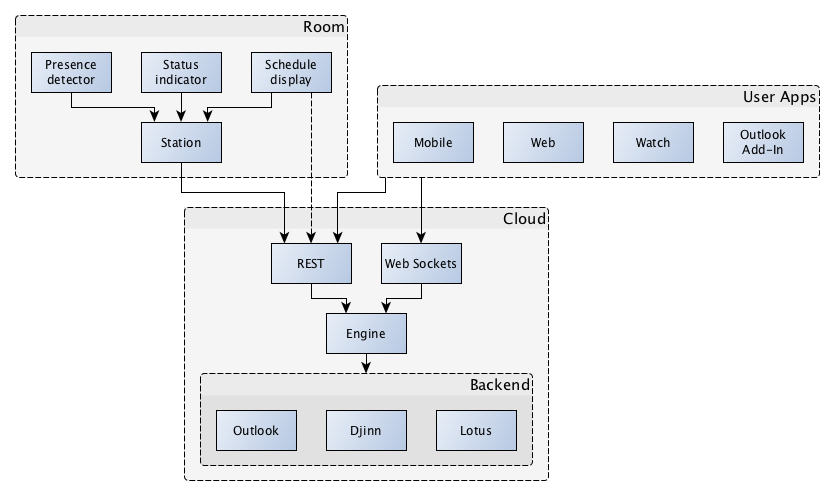 Room
Presence
detector
Status
indicator
Schedule
display
Station
User Apps
Mobile
Web
Watch
Outlook
Add-In
Cloud
REST
Web Sockets
Engine
Backend
Outlook
Djinn
Lotus